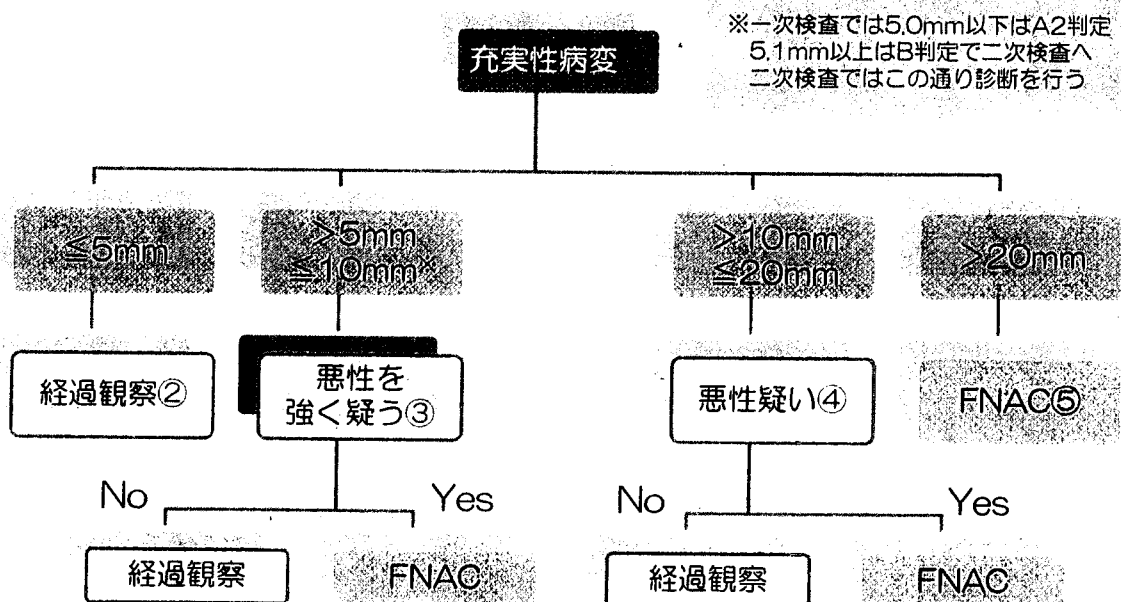 充実性病変
※一次検査では5.0mm以下はA2判定
5.1mm以上はB判定で二次検査へ
二次検査ではこの通り診断を行う
≦5mm
>5mm
≦10mm※
>10mm
≦20mm
>20mm
経過観察②
悪性を
強く疑う③
悪性疑い④
FNAC⑤
No
Yes
No
Yes
経過観察
FNAC
経過観察
FNAC